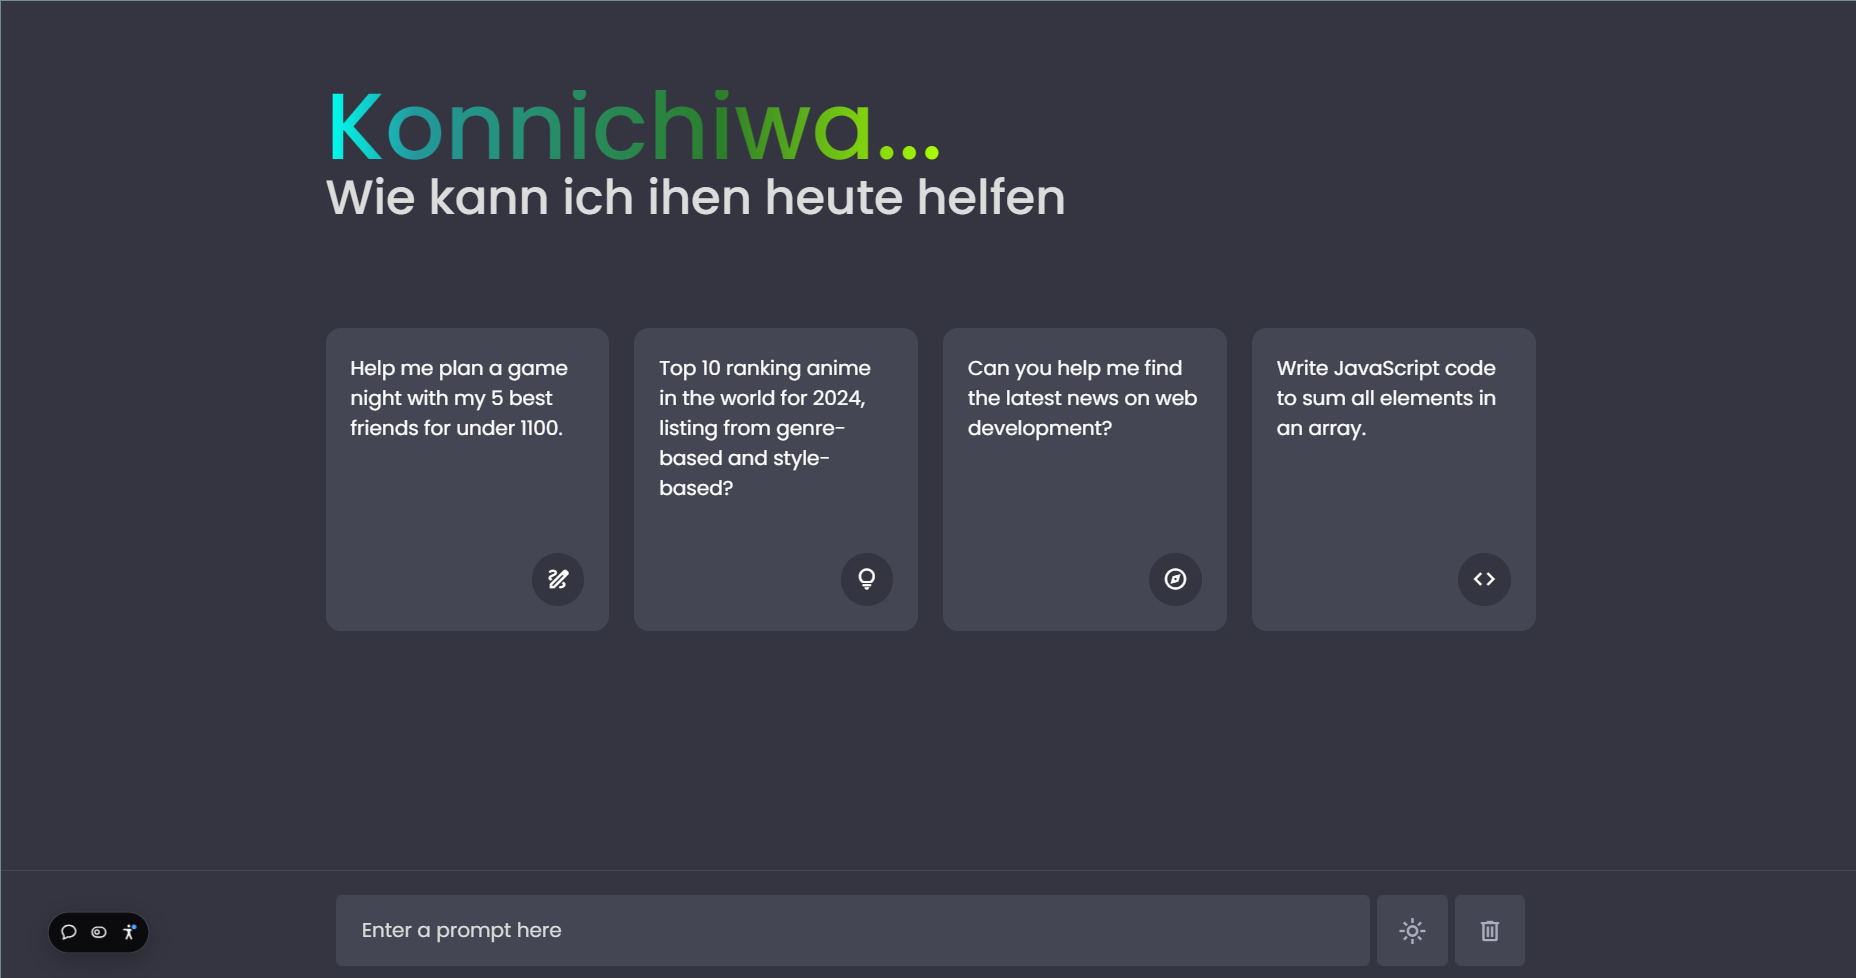 Konnichiwa...
Wie kann ich ihen heute helfen
Help me plan a game
night with my 5 best
friends for under 1100.
Top 10 ranking anime
in the world for 2024,
listing from genre-
based and style-
based?
Can you help me find
the latest news on web
development?
Write JavaScript code
to sum all elements in
an array.
Enter a prompt here